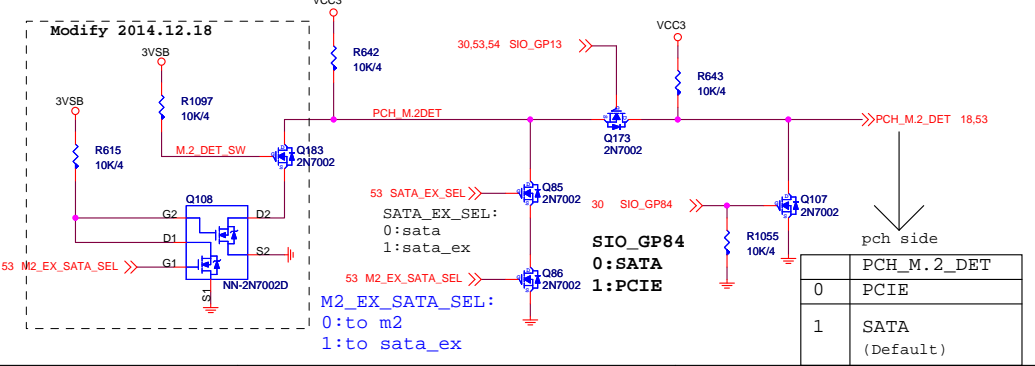 VCC3
Modify 2014.12.18
3VSB
R642
10K/4
30,53,54 SIO_GP13
VCC3
R643
10K/4
3VSB
R1097
10K/4
PCH_M.2DET
PCH_M.2_DET 18,53
Q173
2N7002
R615
10K/4
M.2_DET_SW
Q183
2N7002
Q108
G2
D2
D1
S2
53 M2_EX_SATA_SEL
G1
S1
NN-2N7002D
53 SATA_EX_SEL
Q85
2N7002
SATA_EX_SEL:
0:sata
1:sata_ex
30 SIO_GP84
Q107
2N7002
R1055
10K/4
SIO_GP84
0:SATA
1:PCIE
53 M2_EX_SATA_SEL
Q86
2N7002
M2_EX_SATA_SEL:
0:to m2
1:to sata_ex
pch side
PCH_M.2_DET
0 PCIE
1 SATA
(Default)